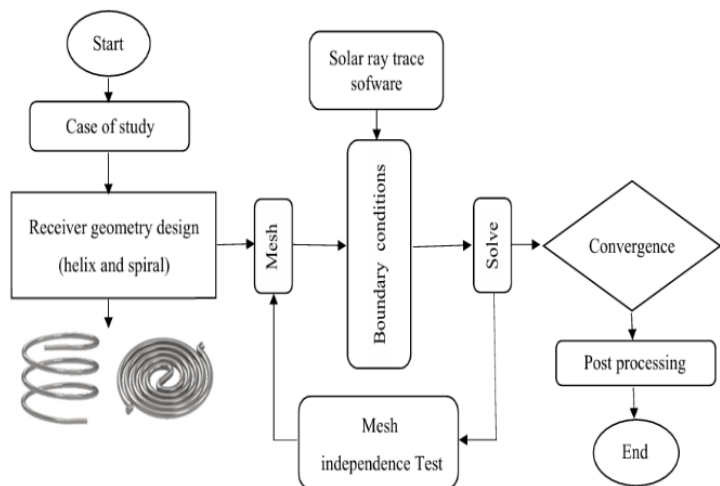 Start
Case of study
Receiver geometry design
(helix and spiral)
Mesh
Solar ray trace
sofware
Boundary conditions
Solve
Convergence
Mesh
independence Test
Post processing
End